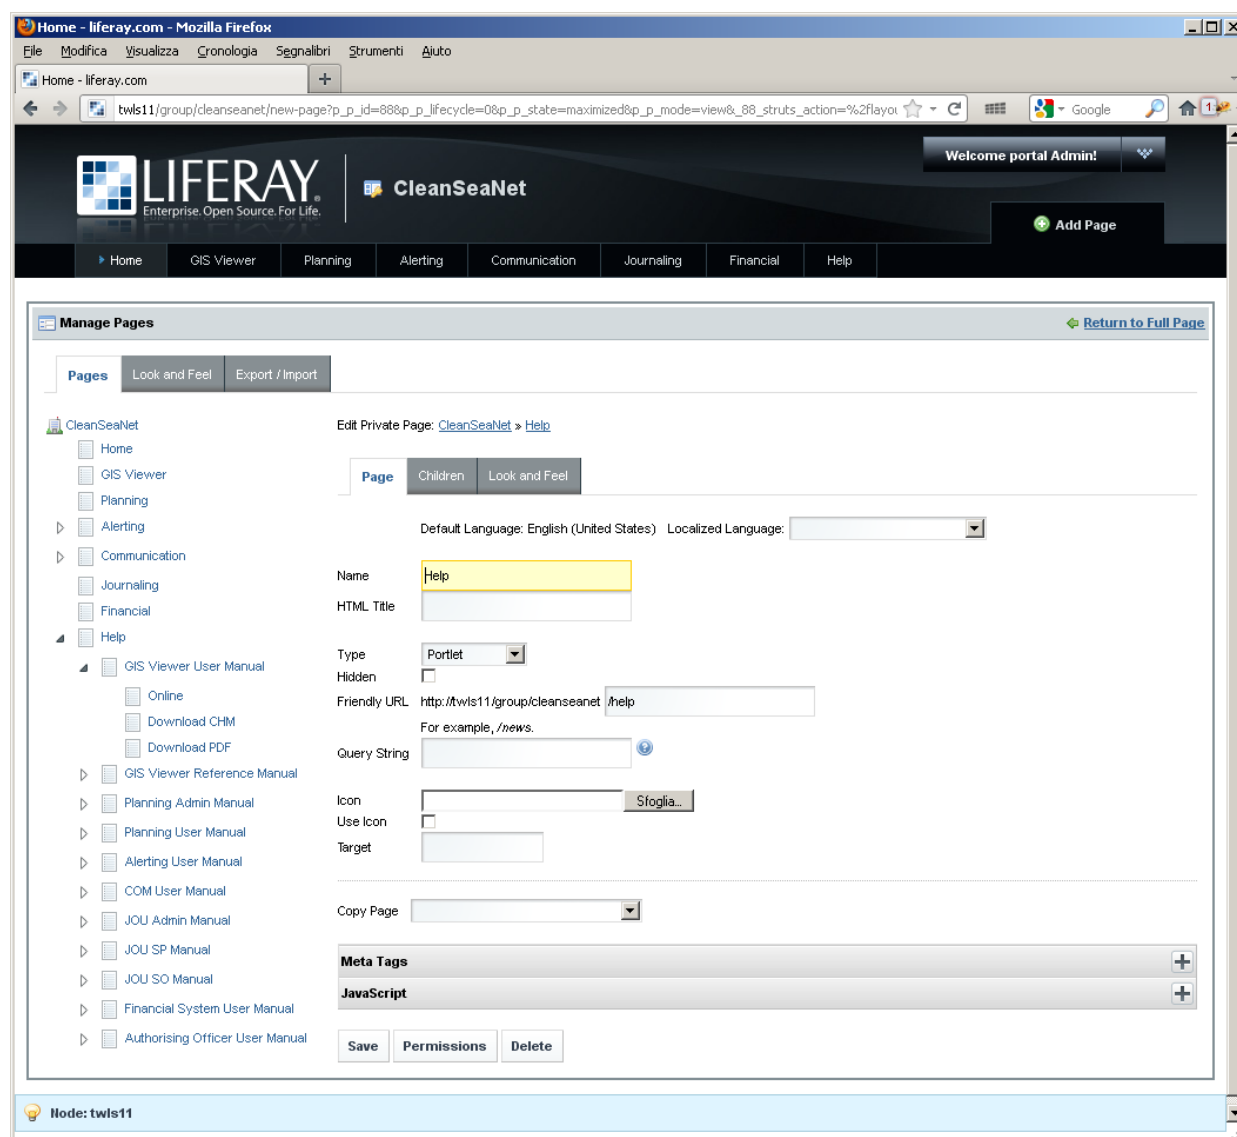 Home - liferay.com - Mozilla Firefox
File Modifica Visualizza Cronologia Segnalibri Strumenti Aiuto
Home - liferay.com
twls11/group/cleanseanet/new-page?p_p_id=88&p_p_lifecycle=0&p_p_state=maximized&p_p_mode=view&_88_struts_action=%2flayou
Google
1
Welcome portal Admin!
LIFERAY.
Enterprise. Open Source. For Life.
CleanSeaNet
Add Page
Home GIS Viewer Planning Alerting Communication Journaling Financial Help
Manage Pages
Return to Full Page
Pages Look and Feel Export / Import
CleanSeaNet
Home
GIS Viewer
Planning
Alerting
Communication
Journaling
Financial
Help
GIS Viewer User Manual
Online
Download CHM
Download PDF
GIS Viewer Reference Manual
Planning Admin Manual
Planning User Manual
Alerting User Manual
COM User Manual
JOU Admin Manual
JOU SP Manual
JOU SO Manual
Financial System User Manual
Authorising Officer User Manual
Edit Private Page: CleanSeaNet » Help
Page Children Look and Feel
Default Language: English (United States) Localized Language:
Name Help
HTML Title
Type Portlet
Hidden
Friendly URL http://twls11/group/cleanseanet /help
For example, /news.
Query String
Icon Sfoglia...
Use Icon
Target
Copy Page
Meta Tags
JavaScript
Save Permissions Delete
Node: twls11